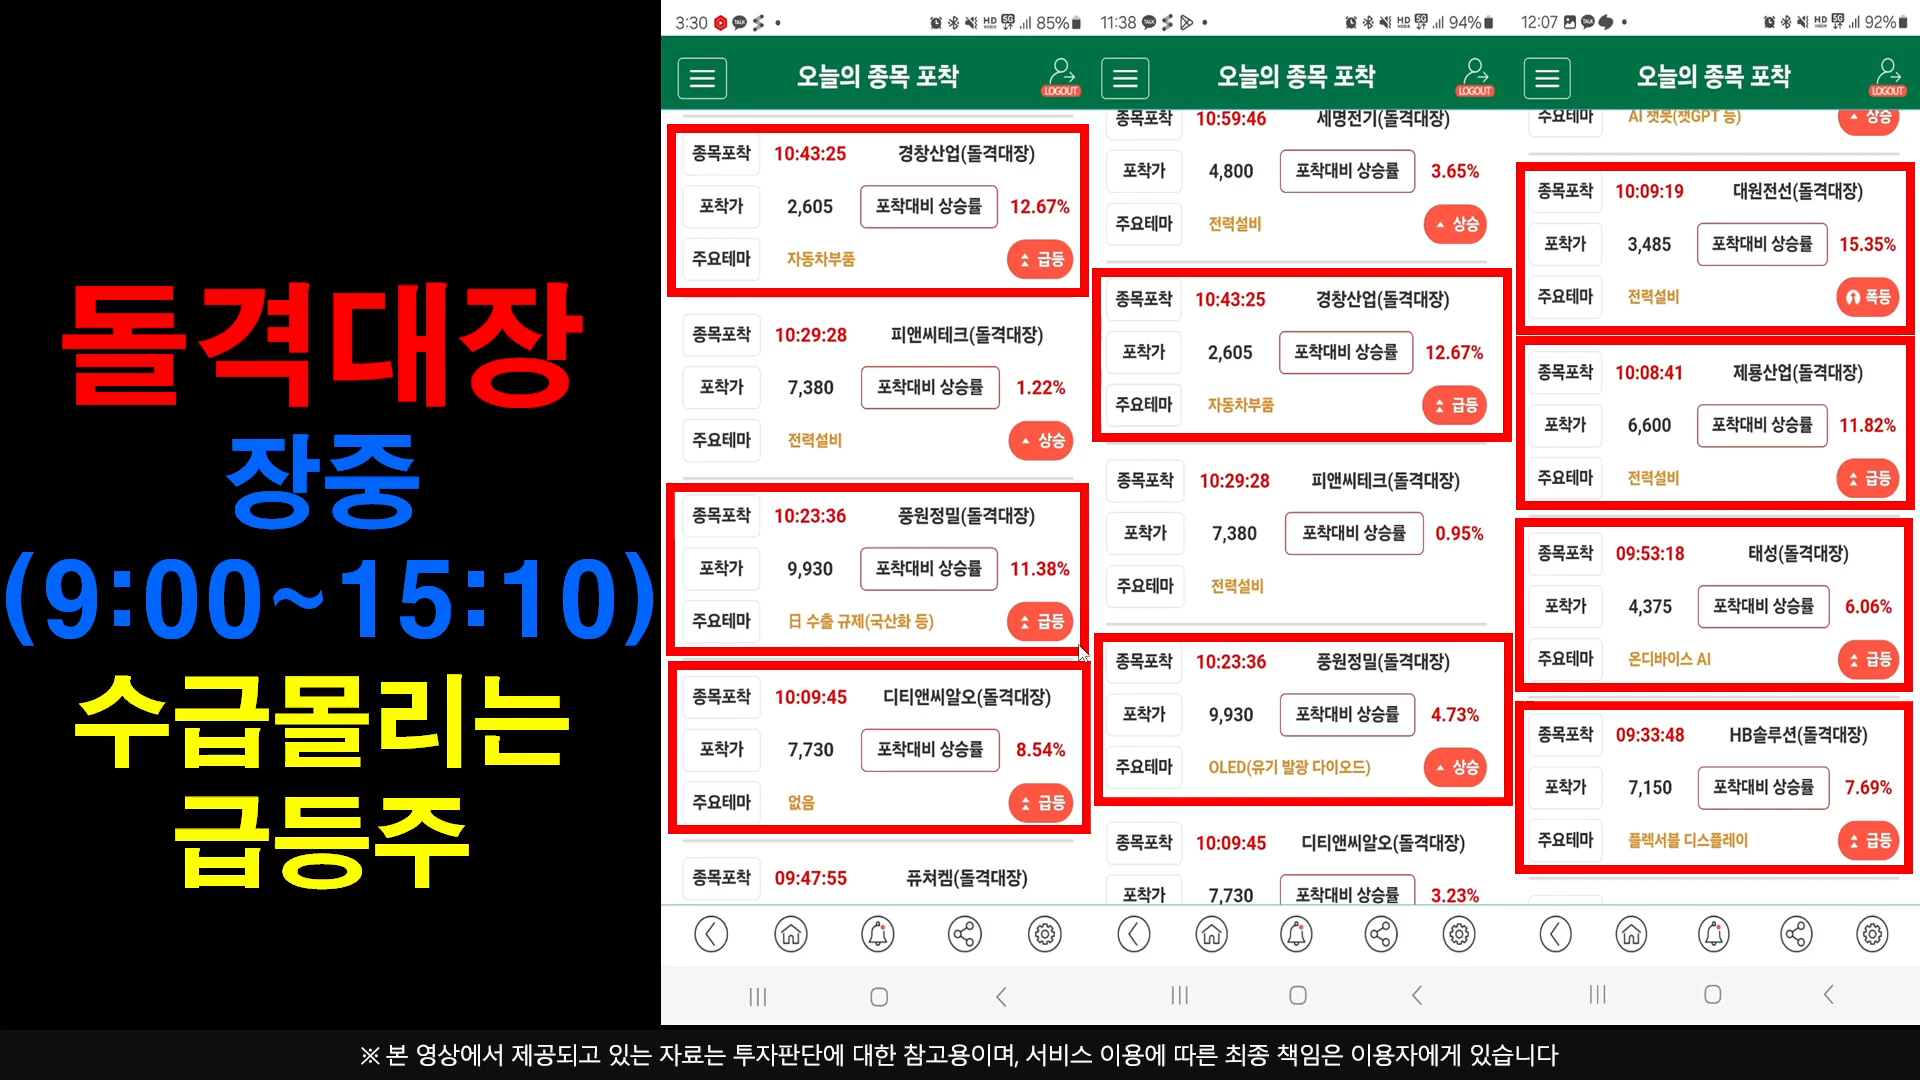 돌격대장
장중
(9:00~15:10)
수급몰리는
급등주
3:30 85%
오늘의 종목 포착
LOGOUT
종목포착 10:43:25 경창산업(돌격대장)
포착가 2,605 포착대비 상승률 12.67%
주요테마 자동차부품 급등
종목포착 10:29:28 피앤씨테크(돌격대장)
포착가 7,380 포착대비 상승률 1.22%
주요테마 전력설비 상승
종목포착 10:23:36 풍원정밀(돌격대장)
포착가 9,930 포착대비 상승률 11.38%
주요테마 日 수출 규제(국산화 등) 급등
종목포착 10:09:45 디티앤씨알오(돌격대장)
포착가 7,730 포착대비 상승률 8.54%
주요테마 없음 급등
종목포착 09:47:55 퓨쳐켐(돌격대장)
11:38 94%
오늘의 종목 포착
LOGOUT
종목포착 10:59:46 세명전기(돌격대장)
포착가 4,800 포착대비 상승률 3.65%
주요테마 전력설비 상승
종목포착 10:43:25 경창산업(돌격대장)
포착가 2,605 포착대비 상승률 12.67%
주요테마 자동차부품 급등
종목포착 10:29:28 피앤씨테크(돌격대장)
포착가 7,380 포착대비 상승률 0.95%
주요테마 전력설비
종목포착 10:23:36 풍원정밀(돌격대장)
포착가 9,930 포착대비 상승률 4.73%
주요테마 OLED(유기 발광 다이오드) 상승
종목포착 10:09:45 디티앤씨알오(돌격대장)
포착가 7,730 포착대비 상승률 3.23%
12:07 92%
오늘의 종목 포착
LOGOUT
주요테마 AI 챗봇(챗GPT 등) 상승
종목포착 10:09:19 대원전선(돌격대장)
포착가 3,485 포착대비 상승률 15.35%
주요테마 전력설비 폭등
종목포착 10:08:41 제룡산업(돌격대장)
포착가 6,600 포착대비 상승률 11.82%
주요테마 전력설비 급등
종목포착 09:53:18 태성(돌격대장)
포착가 4,375 포착대비 상승률 6.06%
주요테마 온디바이스 AI 급등
종목포착 09:33:48 HB솔루션(돌격대장)
포착가 7,150 포착대비 상승률 7.69%
주요테마 플렉서블 디스플레이 급등
※ 본 영상에서 제공되고 있는 자료는 투자판단에 대한 참고용이며, 서비스 이용에 따른 최종 책임은 이용자에게 있습니다